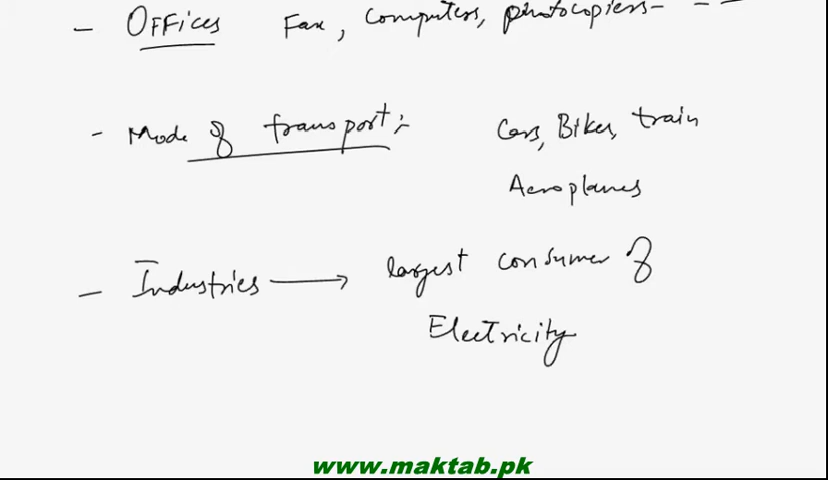 - Offices Fax, computers, photocopiers - - -
- Mode of transport :- Cars, Bikes, train
Aeroplanes
- Industries → largest consumer of
Electricity
www.maktab.pk